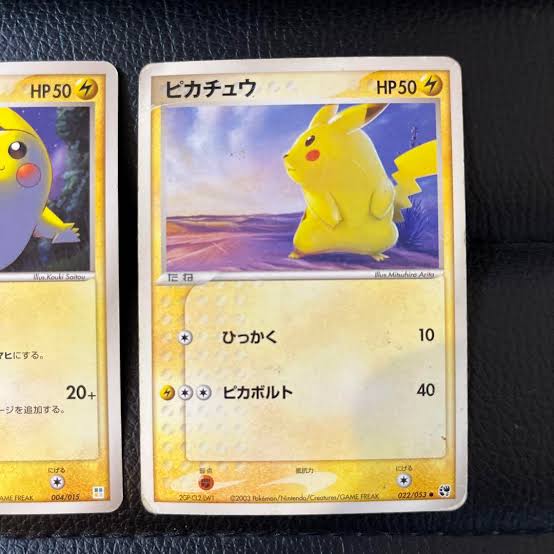 HP50
Illus.Kouki Saitou
マヒにする。
20+
ージを追加する。
にげる
AME FREAK
004/015
ピカチュウ
HP50
たね
Illus.Mitsuhiro Arita
ひっかく
10
ピカボルト
40
弱点
抵抗力
にげる
©2003 Pokémon/Nintendo/Creatures/GAME FREAK
022/053